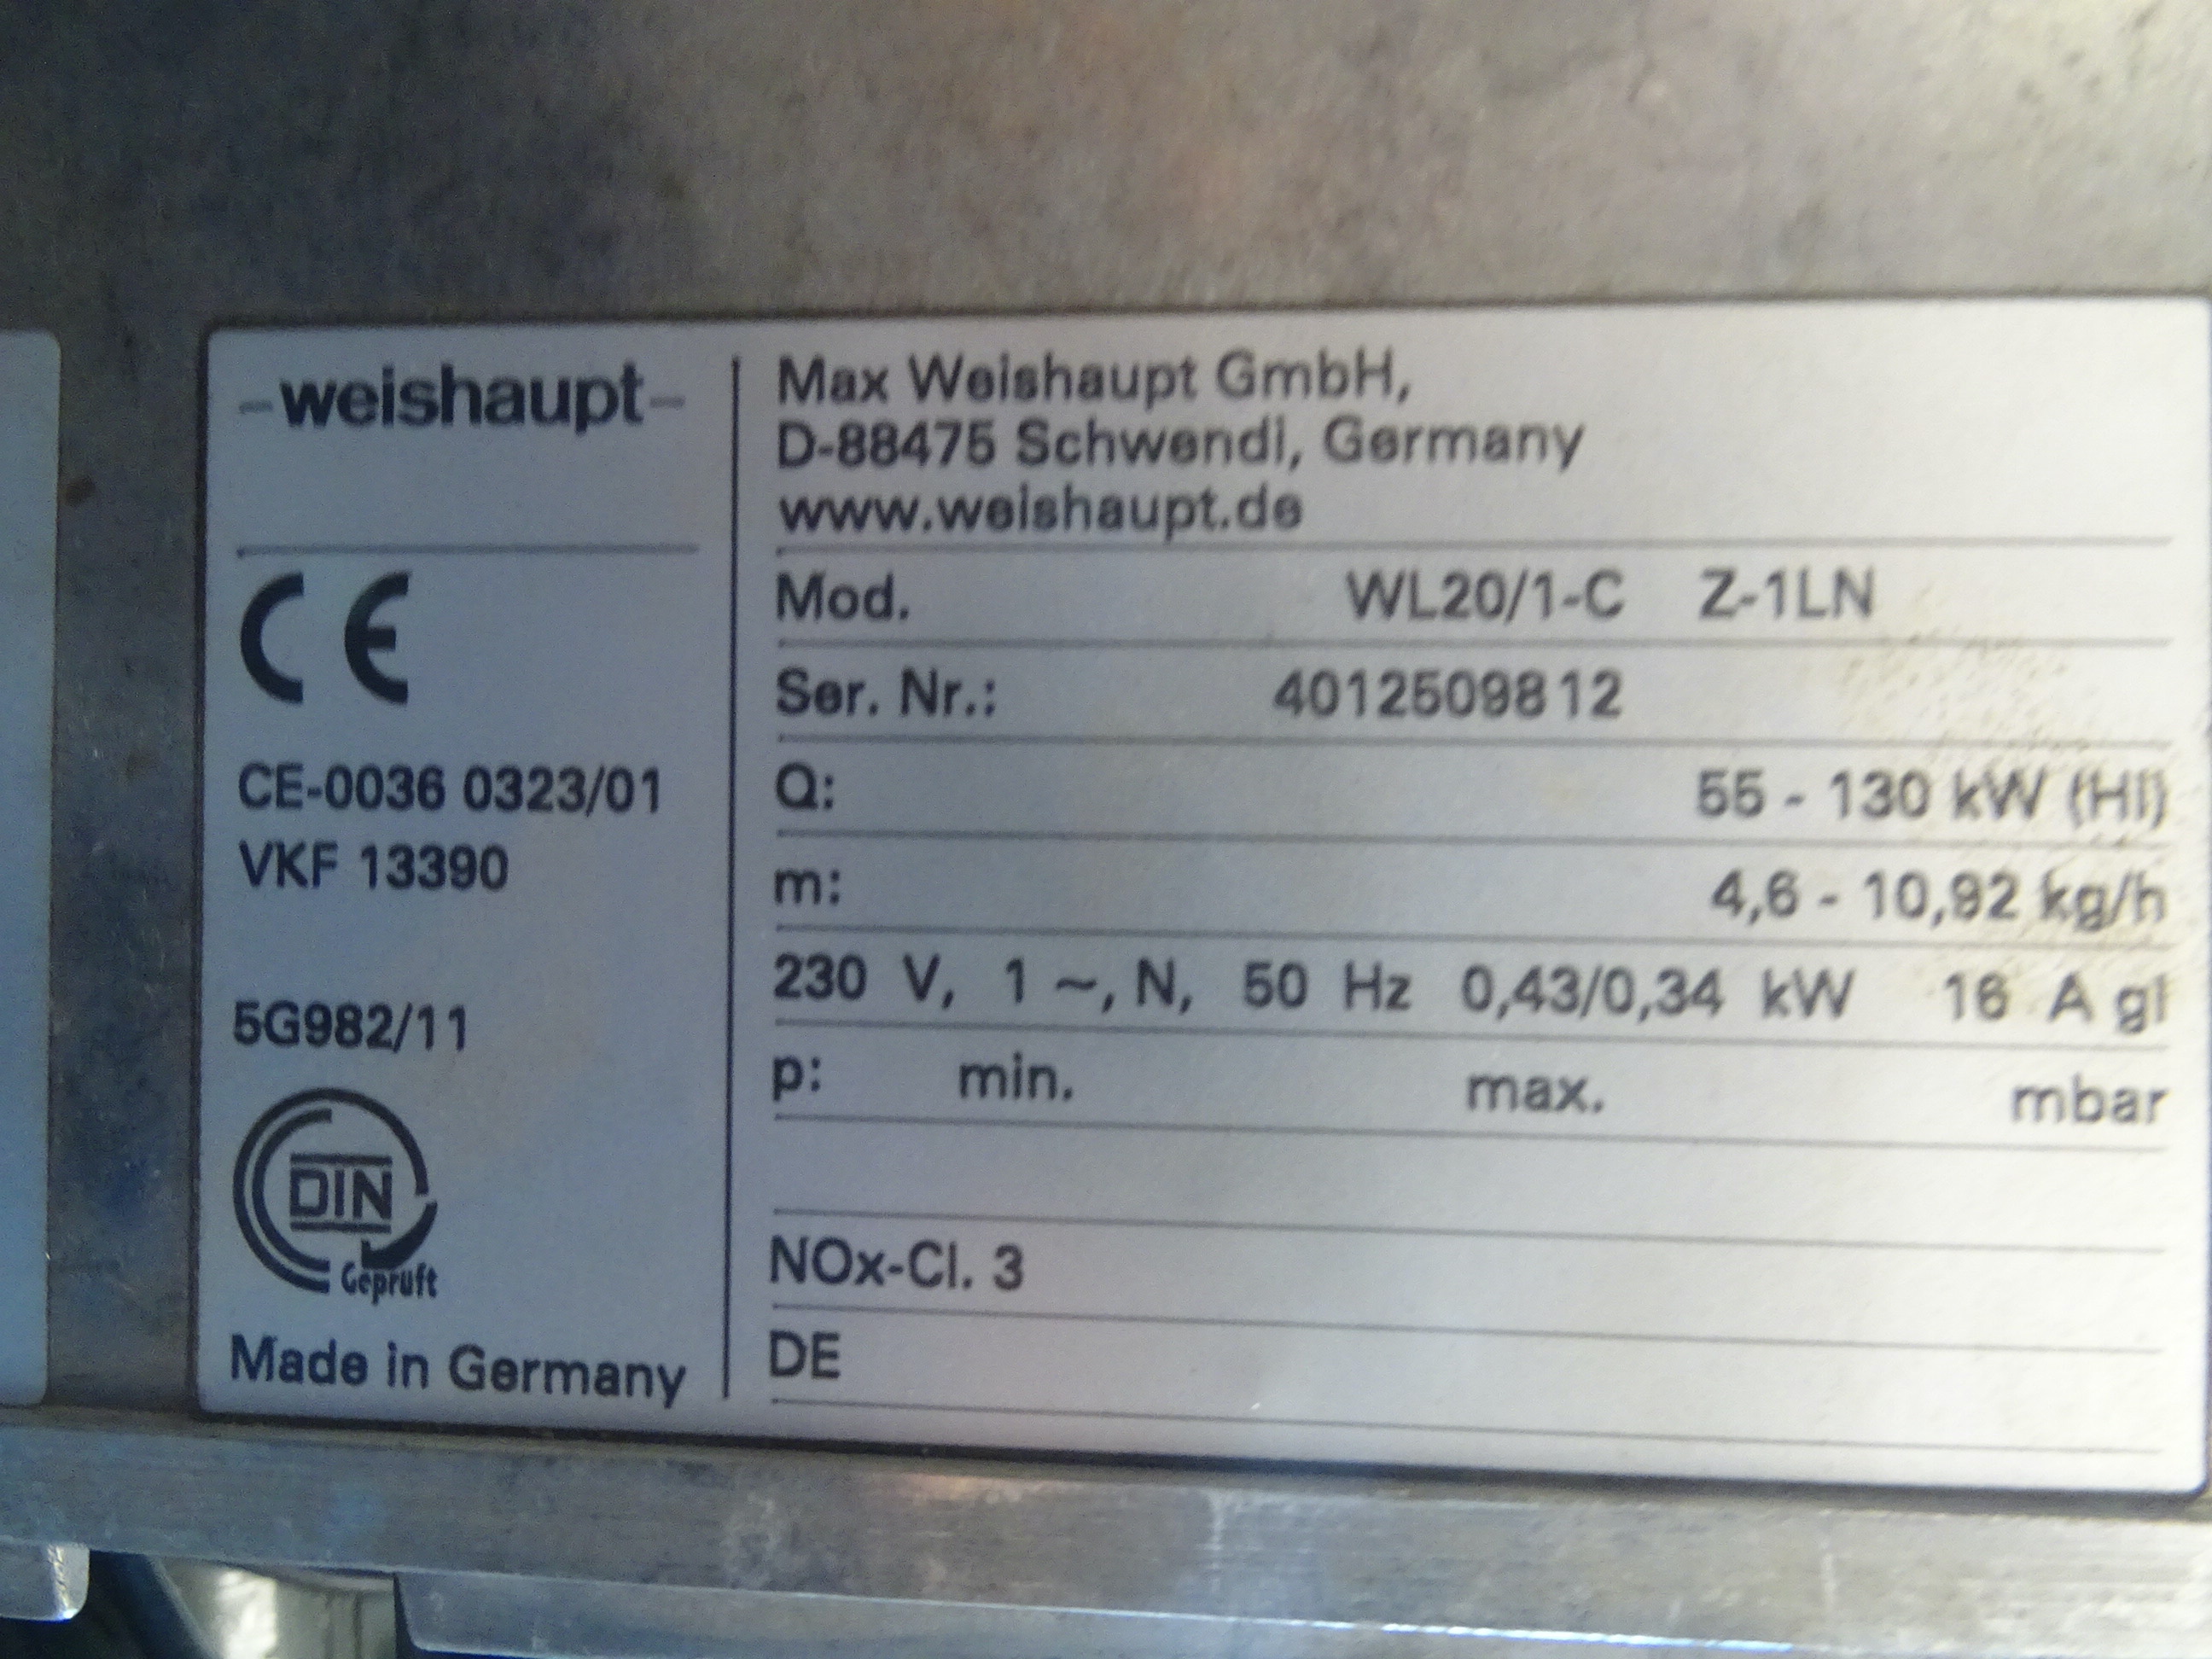 -weishaupt-
CE
CE-0036 0323/01
VKF 13390
5G982/11
DIN
Geprüft
Made in Germany
Max Weishaupt GmbH,
D-88475 Schwendi, Germany
www.weishaupt.de
Mod. WL20/1-C Z-1LN
Ser. Nr.: 4012509812
Q: 55 - 130 kW (HI)
m: 4,6 - 10,92 kg/h
230 V, 1 ~, N, 50 Hz 0,43/0,34 kW 16 A gl
p: min. max. mbar
NOx-Cl. 3
DE